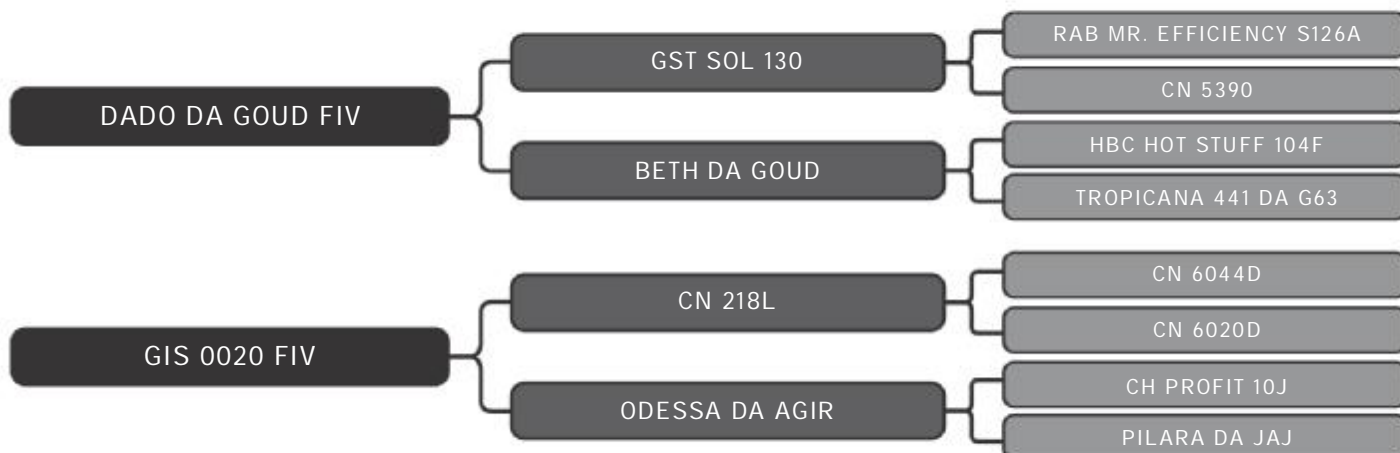 DADO DA GOUD FIV
GST SOL 130
RAB MR. EFFICIENCY S126A
CN 5390
BETH DA GOUD
HBC HOT STUFF 104F
TROPICANA 441 DA G63
GIS 0020 FIV
CN 218L
CN 6044D
CN 6020D
ODESSA DA AGIR
CH PROFIT 10J
PILARA DA JAJ